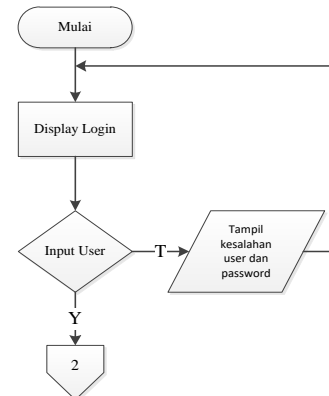 Mulai
Display Login
Input User
T
Tampil
kesalahan
user dan
password
Y
2